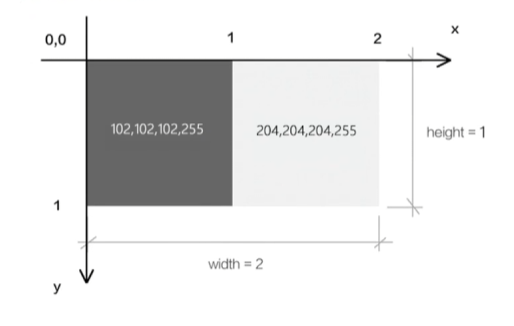 0,0
1
2
x
102,102,102,255
204,204,204,255
height = 1
1
width = 2
y